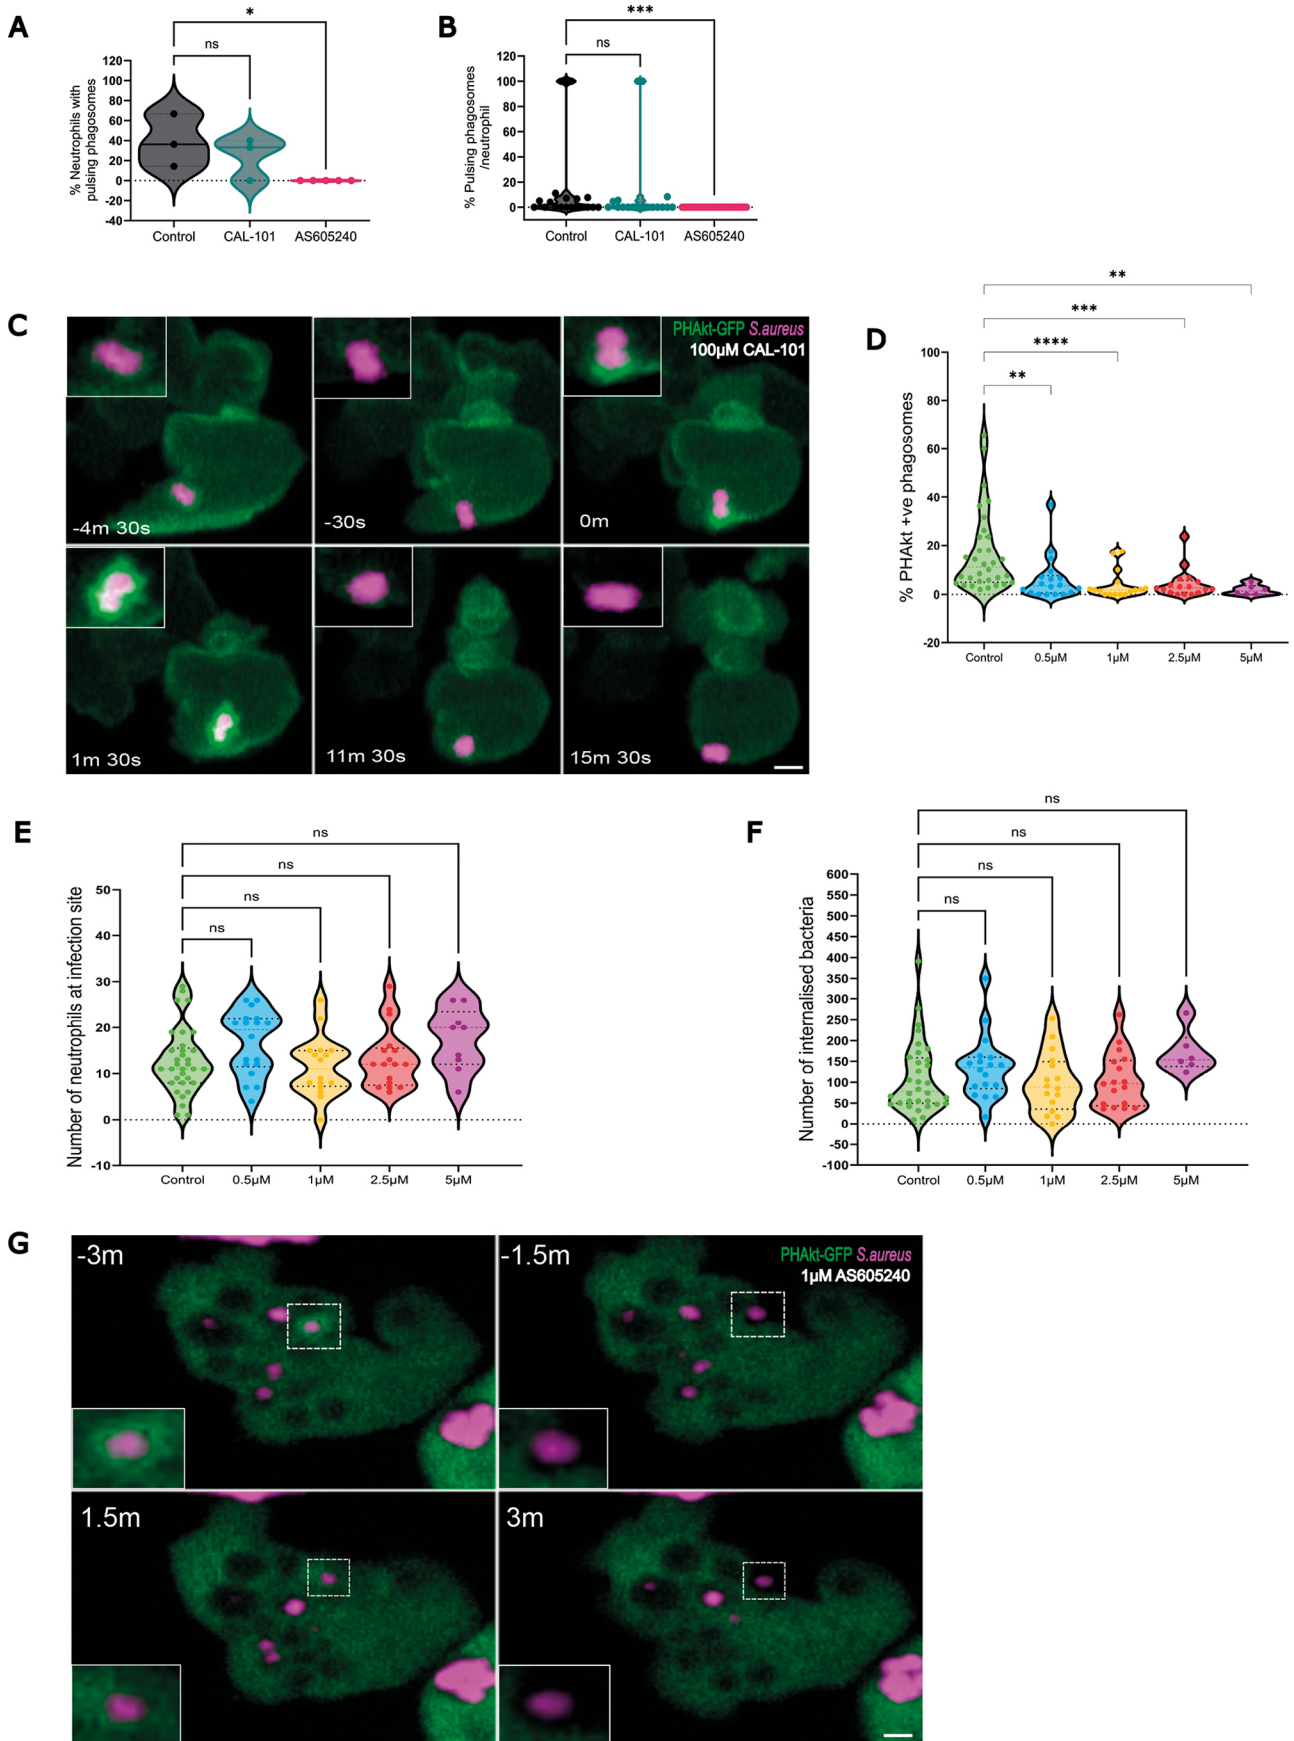 A
*
ns
% Neutrophils with
pulsing phagosomes
120
100
80
60
40
20
0
-20
-40
Control
CAL-101
AS605240
B
***
ns
% Pulsing phagosomes
/neutrophil
120
100
80
60
40
20
0
Control
CAL-101
AS605240
C
PHAkt-GFP S.aureus
100µM CAL-101
-4m 30s
-30s
0m
1m 30s
11m 30s
15m 30s
D
**
***
****
**
% PHAkt +ve phagosomes
100
80
60
40
20
0
-20
Control
0.5µM
1µM
2.5µM
5µM
E
ns
ns
ns
ns
Number of neutrophils at infection site
50
40
30
20
10
0
-10
Control
0.5µM
1µM
2.5µM
5µM
F
ns
ns
ns
ns
Number of internalised bacteria
600
550
500
450
400
350
300
250
200
150
100
50
0
-50
-100
Control
0.5µM
1µM
2.5µM
5µM
G
-3m
-1.5m
PHAkt-GFP S.aureus
1µM AS605240
1.5m
3m